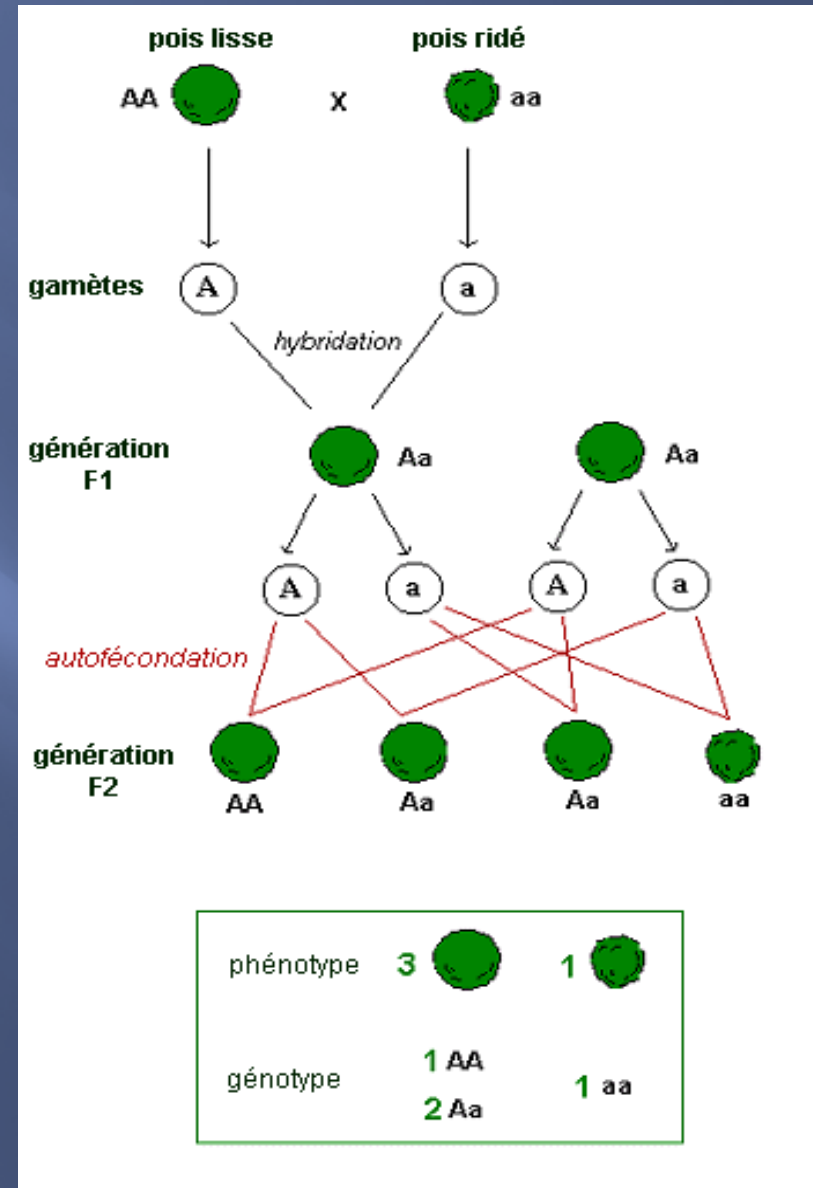 pois lisse pois ridé
AA x aa
gamètes A a
hybridation
génération
F1
Aa Aa
A a A a
autofécondation
génération
F2
AA Aa Aa aa
phénotype 3 1
1 AA
génotype 1 aa
2 Aa